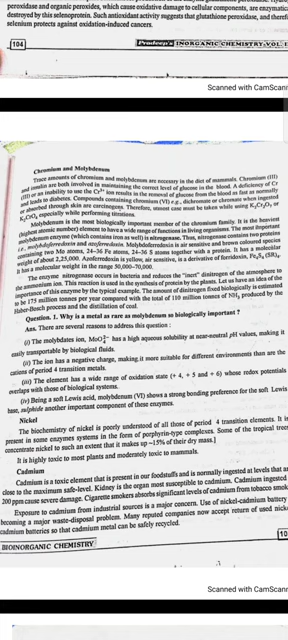 peroxidase and organic peroxides, which cause oxidative damage to cellular components, are enzymatica
destroyed by this selenoprotein. Such antioxidant activity suggests that glutathione peroxidase, and therefo
selenium protects against oxidation-induced cancers.
104
Pradeep's INORGANIC CHEMISTRY-VOL. I
Scanned with CamScann
Chromium and Molybdenum
Trace amounts of chromium and molybdenum are necessary in the diet of mammals. Chromium (III)
and insulin are both involved in maintaining the correct level of glucose in the blood. A deficiency of Cr
(III) or an inability to use the Cr3+ ion results in the removal of glucose from the blood as fast as normally
and leads to diabetes. Compounds containing chromium (VI) e.g., dichromate or chromate when ingested
or absorbed through skin are carcinogens. Therefore, utmost care must be taken while using K2Cr2O7 or
K2CrO4 especially while performing titrations.
Molybdenum is the most biologically important member of the chromium family. It is the heaviest
(highest atomic number) element to have a wide range of functions in living organisms. The most important
molybdenum enzyme (which contains iron as well) is nitrogenase. Thus, nitrogenase contains two proteins
i.e., molybdoferredoxin and azoferredoxin. Molybdoferredoxin is air sensitive and brown coloured species
containing two Mo atoms, 24–36 Fe atoms, 24–36 S atoms together with a protein. It has a molecular
weight of about 2,25,000. Azoferredoxin is yellow, air sensitive, is a derivative of ferridoxin, Fe4S4 (SR)4.
It has a molecular weight in the range 50,000–70,000.
The enzyme nitrogenase occurs in bacteria and reduces the "inert" dinitrogen of the atmosphere to
the ammonium ion. This reaction is used in the synthesis of protein by the plants. Let us have an idea of the
importance of this enzyme by the typical example. The amount of dinitrogen fixed biologically is estimated
to be 175 million tonnes per year compared with the total of 110 million tonnes of NH3 produced by the
Haber-Bosch process and the distillation of coal.
Question. 1. Why is a metal as rare as molybdenum so biologically important ?
Ans. There are several reasons to address this question :
(i) The molybdates ion, MoO4 2– has a high aqueous solubility at near-neutral pH values, making it
easily transportable by biological fluids.
(ii) The ion has a negative charge, making it more suitable for different environments than are the
cations of period 4 transition metals.
(iii) The element has a wide range of oxidation state (+ 4, + 5 and + 6) whose redox potentials
overlaps with those of biological systems.
(iv) Being a soft Lewis acid, molybdenum (VI) shows a strong bonding preference for the soft Lewis
base, sulphide another important component of these enzymes.
Nickel
The biochemistry of nickel is poorly understood of all those of period 4 transition elements. It is
present in some enzymes systems in the form of porphyrin-type complexes. Some of the tropical trees
concentrate nickel to such an extent that it makes up ~15% of their dry mass.]
It is highly toxic to most plants and moderately toxic to mammals.
Cadmium
Cadmium is a toxic element that is present in our foodstuffs and is normally ingested at levels that a
close to the maximum safe-level. Kidney is the organ most susceptible to cadmium. Cadmium ingested
200 ppm cause severe damage. Cigarette smokers absorbs significant levels of cadmium from tobacco smok
Exposure to cadmium from industrial sources is a major concern. Use of nickel-cadmium battery
becoming a major waste-disposal problem. Many reputed companies now accept return of used nick
cadmium batteries so that cadmium metal can be safely recycled.
BIOINORGANIC CHEMISTRY
10
Scanned with CamScann